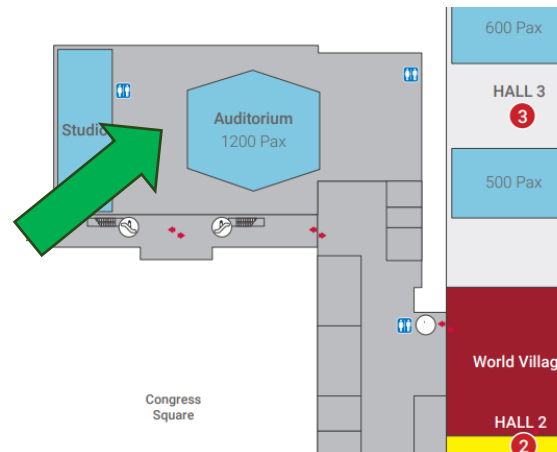 600 Pax
HALL 3
3
Auditorium
1200 Pax
Studio
500 Pax
World Villag
Congress
Square
HALL 2
2